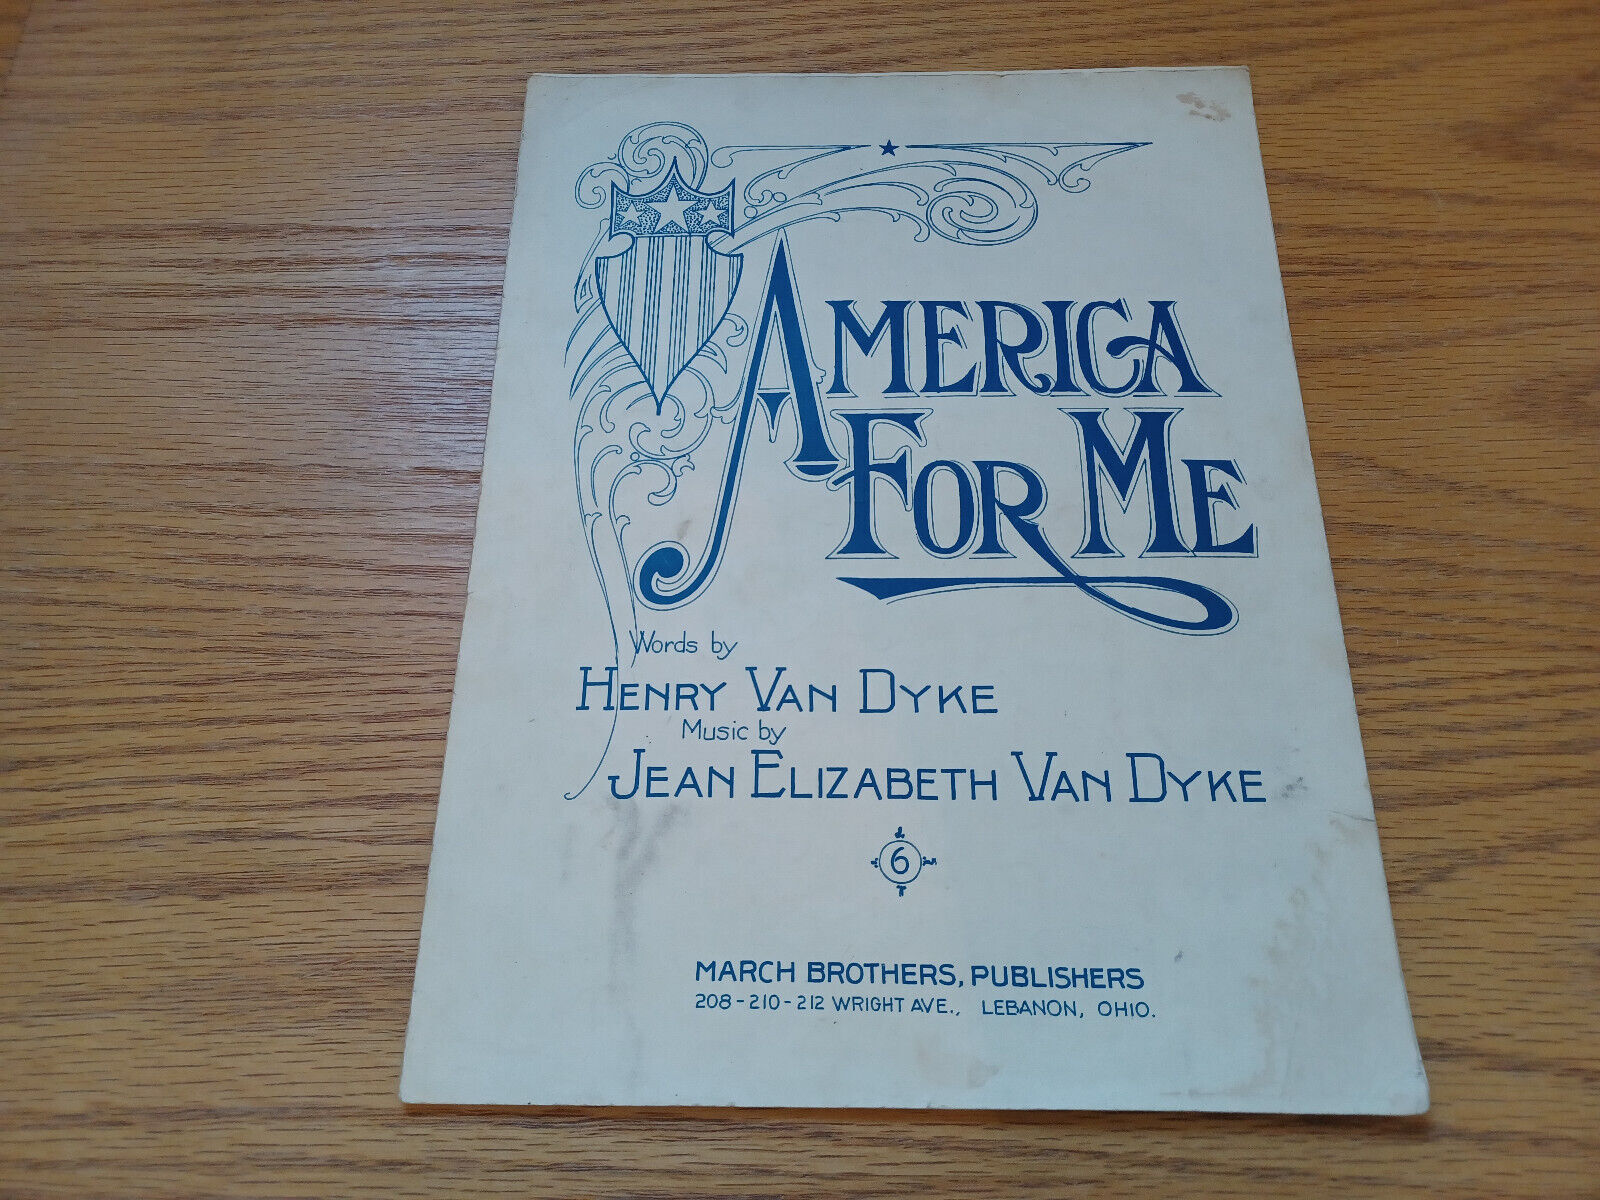 AMERICA
FOR ME
Words by
HENRY VAN DYKE
Music by
JEAN ELIZABETH VAN DYKE
6
MARCH BROTHERS, PUBLISHERS
208-210-212 WRIGHT AVE., LEBANON, OHIO.